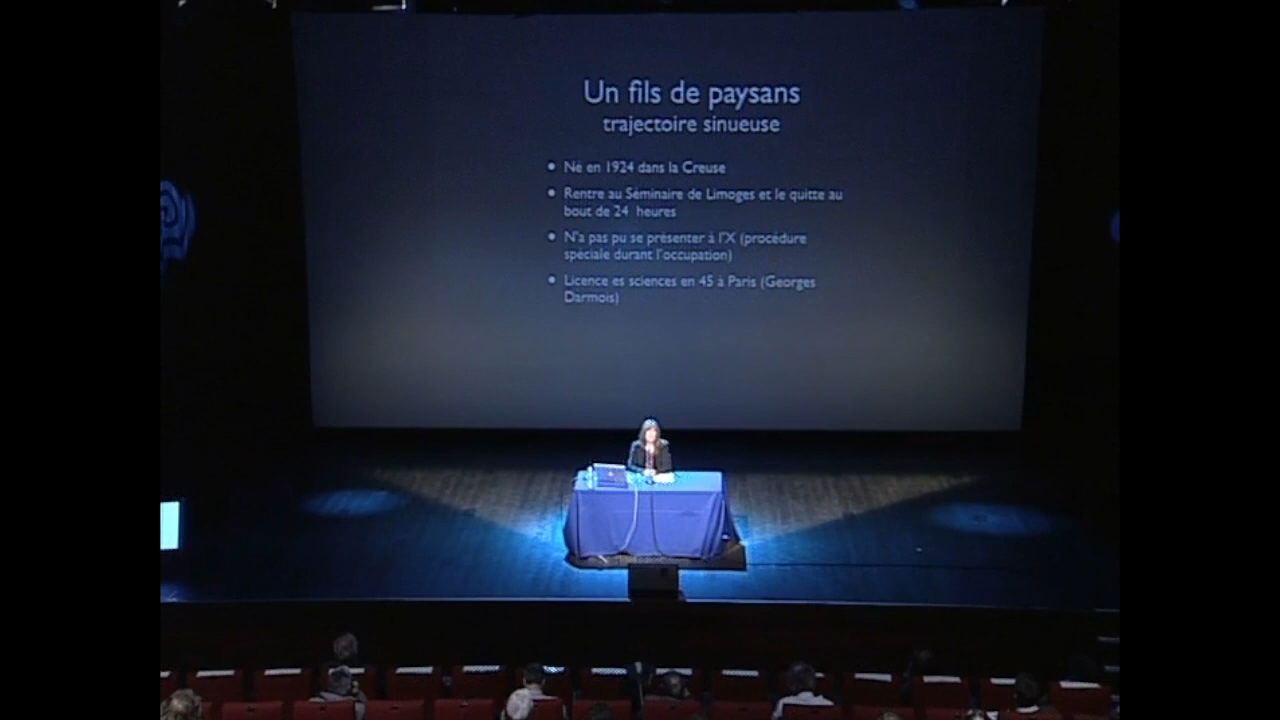 Un fils de paysans
trajectoire sinueuse
• Né en 1924 dans la Creuse
• Rentre au Séminaire de Limoges et le quitte au
bout de 24 heures
• N'a pas pu se présenter à l'X (procédure
spéciale durant l'occupation)
• Licence es sciences en 45 à Paris (Georges
Darmois)